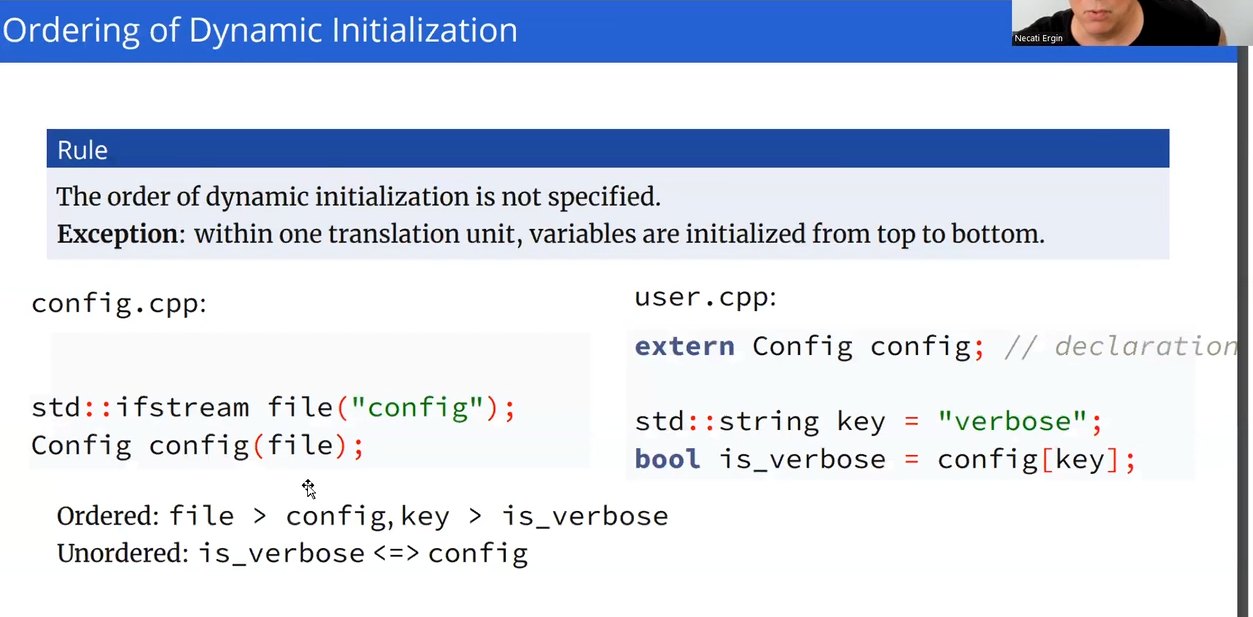 Ordering of Dynamic Initialization
Necati Ergin
Rule
The order of dynamic initialization is not specified.
Exception: within one translation unit, variables are initialized from top to bottom.
config.cpp:
std::ifstream file("config");
Config config(file);
user.cpp:
extern Config config; // declaration
std::string key = "verbose";
bool is_verbose = config[key];
Ordered: file > config, key > is_verbose
Unordered: is_verbose <=> config